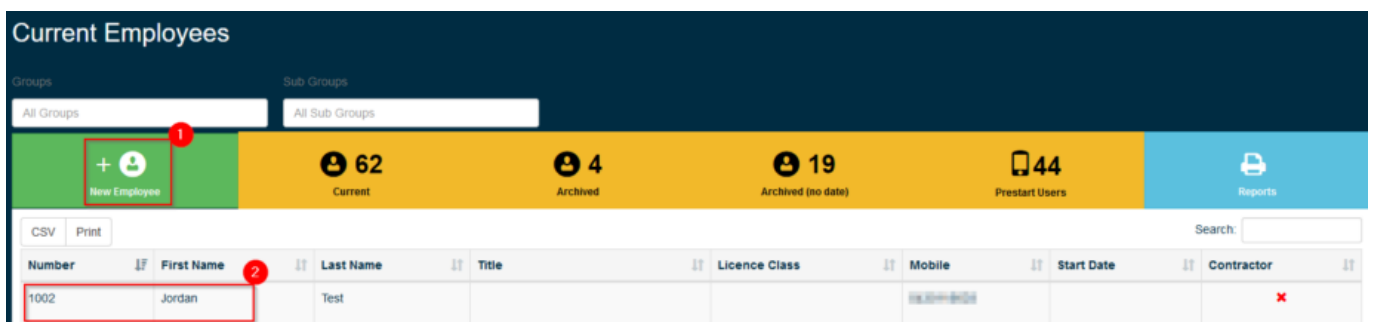 Current Employees
Groups Sub Groups
All Groups All Sub Groups
1
+ 62 4 19 44
New Employee Current Archived Archived (no date) Prestart Users Reports
CSV Print Search:
Number First Name Last Name Title Licence Class Mobile Start Date Contractor
2
1002 Jordan Test